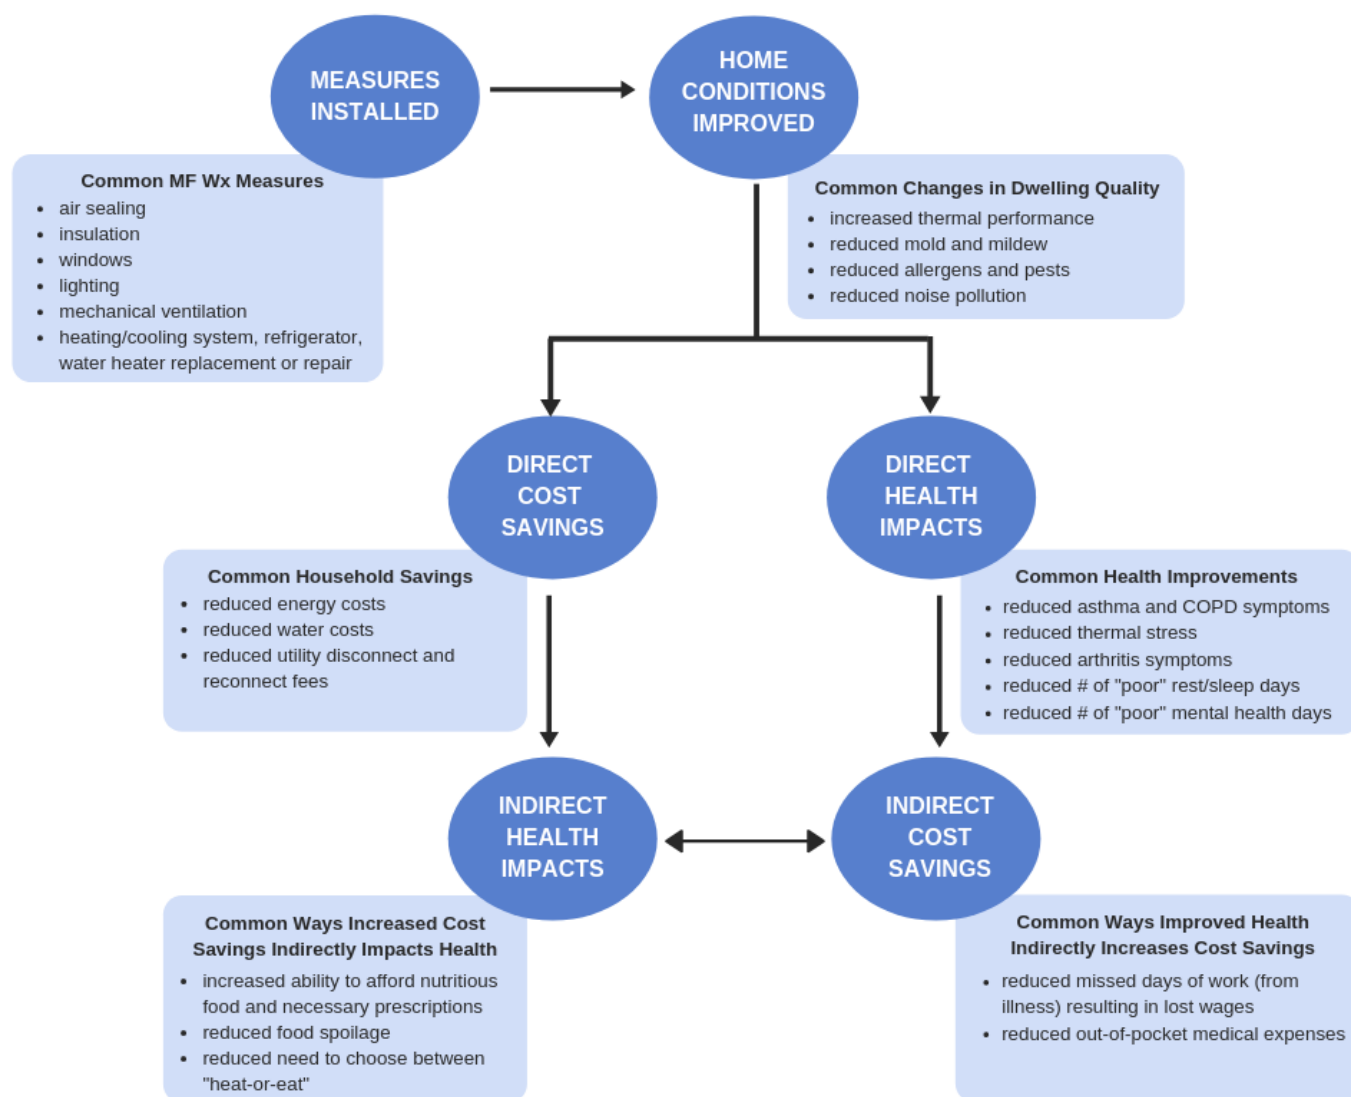 MEASURES
INSTALLED
HOME
CONDITIONS
IMPROVED
Common MF Wx Measures
• air sealing
• insulation
• windows
• lighting
• mechanical ventilation
• heating/cooling system, refrigerator,
water heater replacement or repair
Common Changes in Dwelling Quality
• increased thermal performance
• reduced mold and mildew
• reduced allergens and pests
• reduced noise pollution
DIRECT
COST
SAVINGS
DIRECT
HEALTH
IMPACTS
Common Household Savings
• reduced energy costs
• reduced water costs
• reduced utility disconnect and
reconnect fees
Common Health Improvements
• reduced asthma and COPD symptoms
• reduced thermal stress
• reduced arthritis symptoms
• reduced # of "poor" rest/sleep days
• reduced # of "poor" mental health days
INDIRECT
HEALTH
IMPACTS
INDIRECT
COST
SAVINGS
Common Ways Increased Cost
Savings Indirectly Impacts Health
• increased ability to afford nutritious
food and necessary prescriptions
• reduced food spoilage
• reduced need to choose between
"heat-or-eat"
Common Ways Improved Health
Indirectly Increases Cost Savings
• reduced missed days of work (from
illness) resulting in lost wages
• reduced out-of-pocket medical expenses